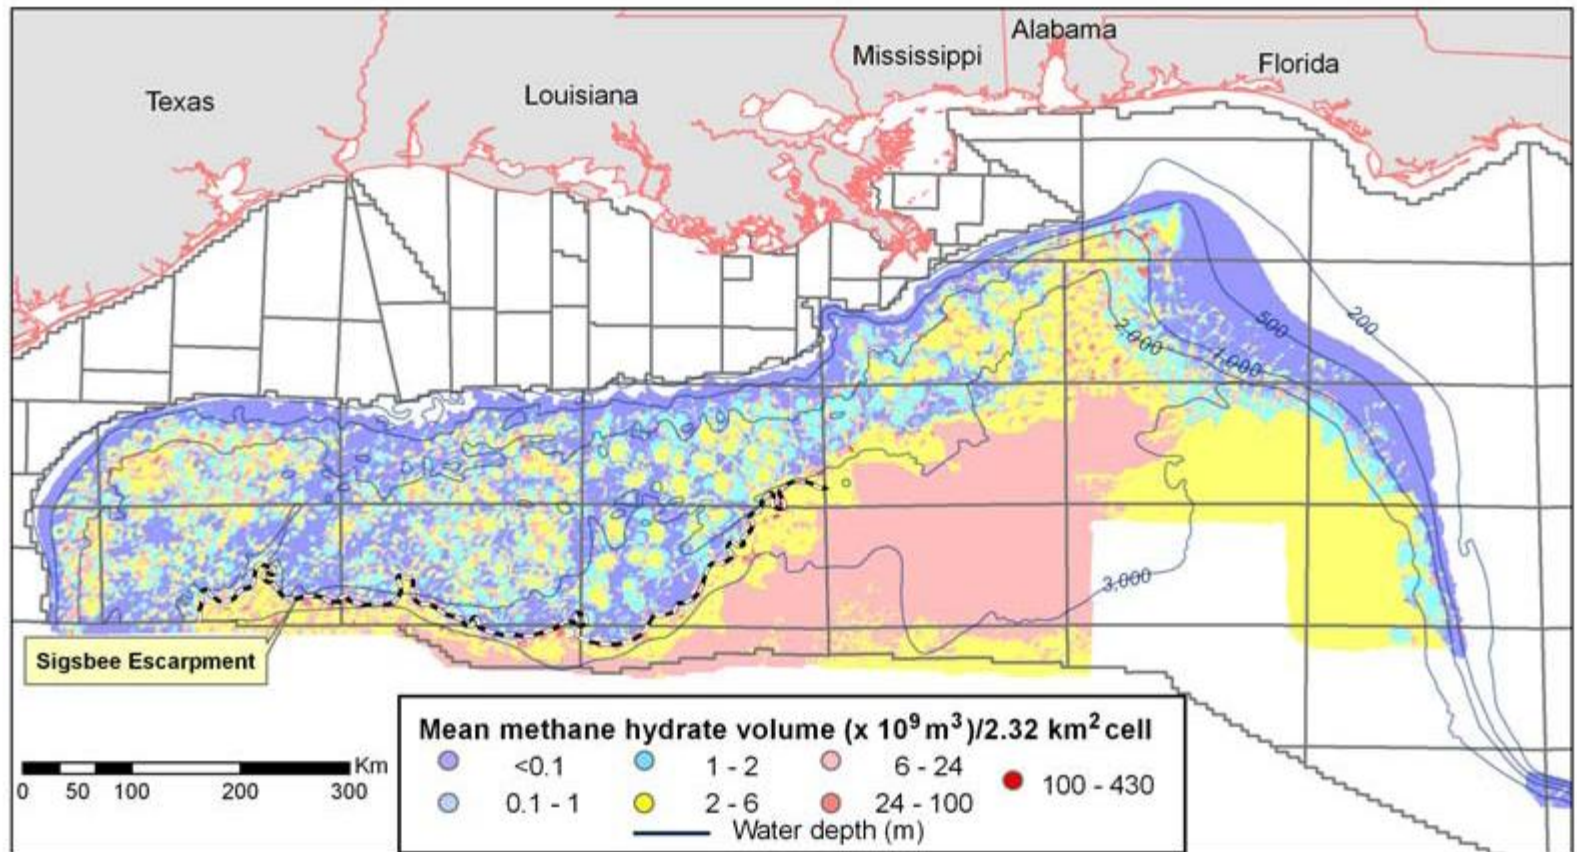 Alabama
Mississippi
Florida
Texas
Louisiana
200
500
1,000
2,000
3,000
Sigsbee Escarpment
Mean methane hydrate volume (x 10⁹ m³)/2.32 km² cell
<0.1 1 - 2 6 - 24 100 - 430
0.1 - 1 2 - 6 24 - 100
Water depth (m)
Km
0 50 100 200 300